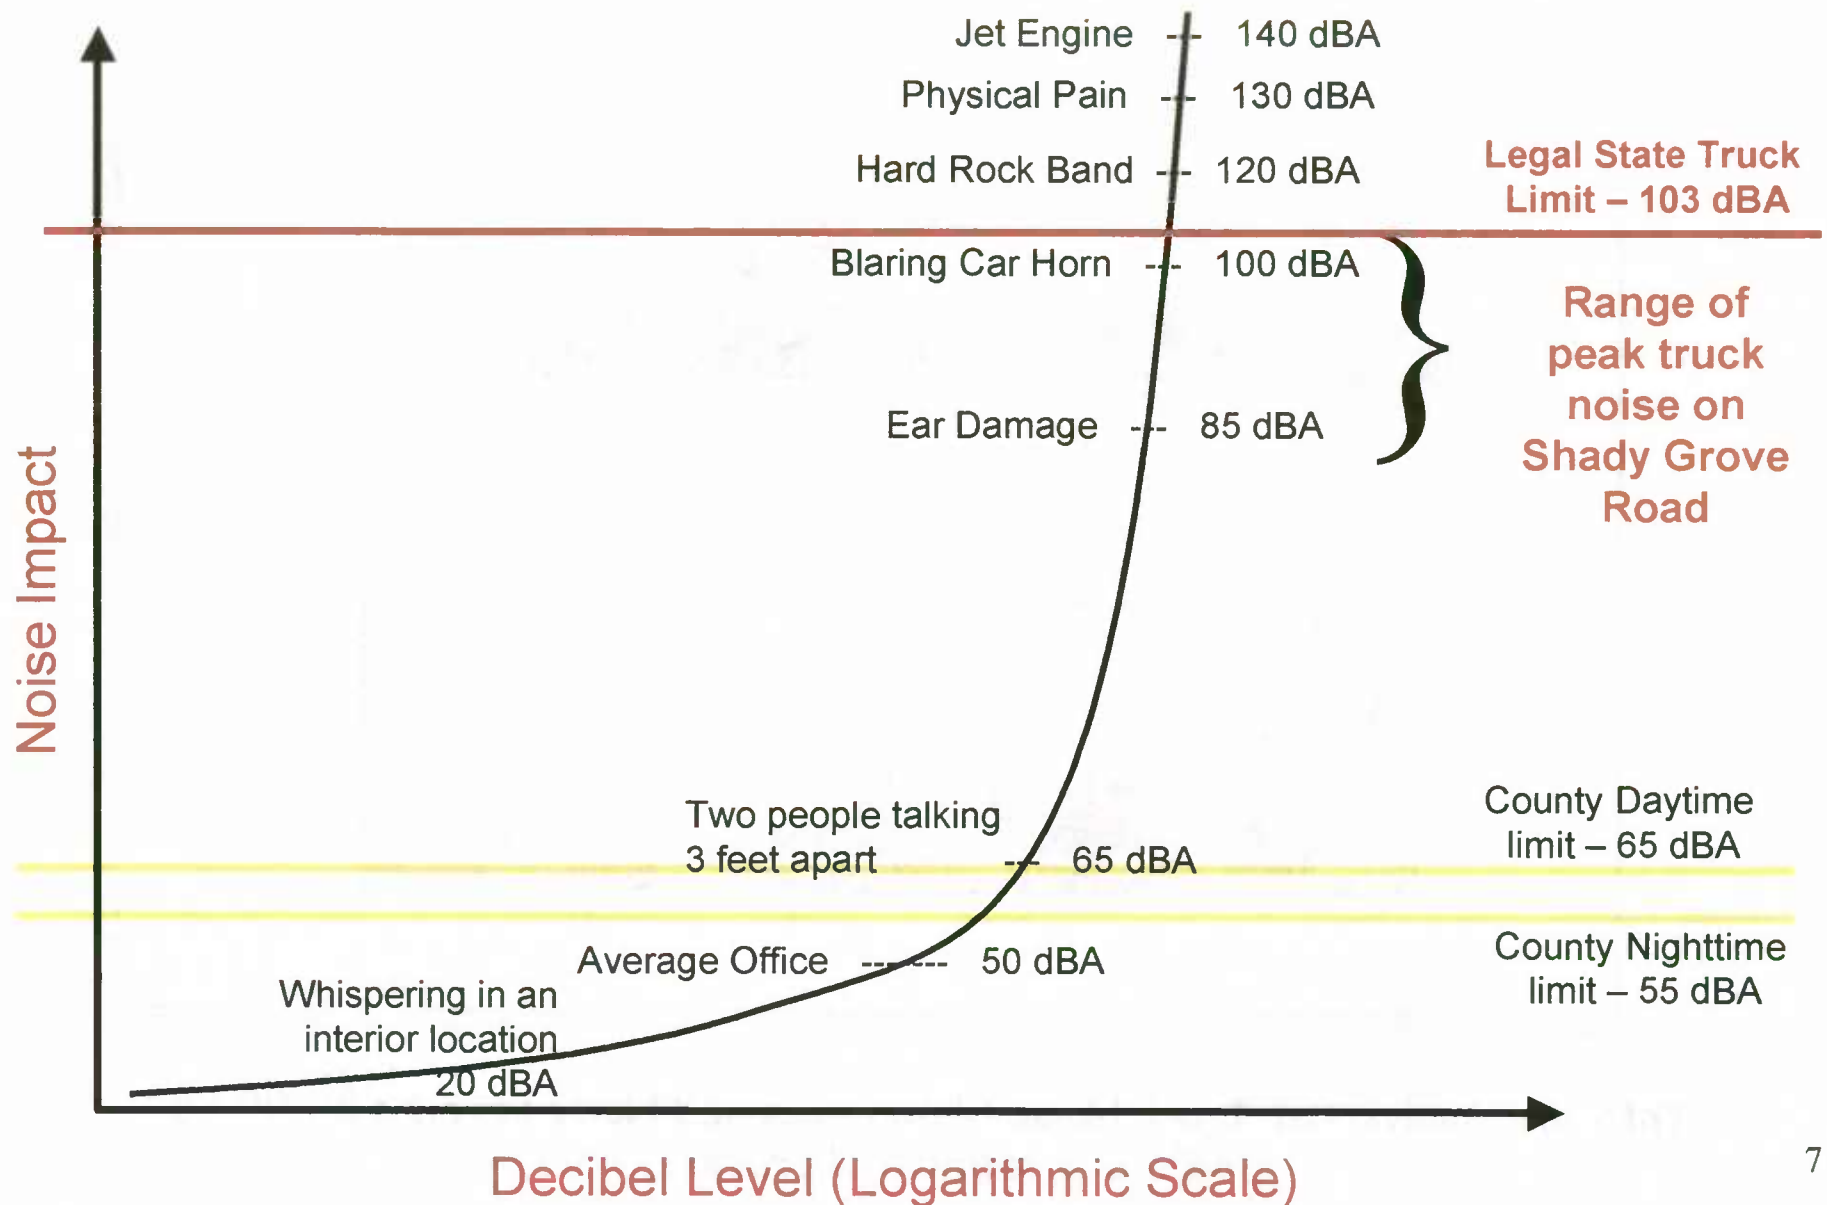 Jet Engine 140 dBA
Physical Pain 130 dBA
Hard Rock Band 120 dBA
Legal State Truck
Limit – 103 dBA
Blaring Car Horn 100 dBA
Range of
peak truck
noise on
Shady Grove
Road
Ear Damage 85 dBA
Noise Impact
Two people talking
3 feet apart 65 dBA
County Daytime
limit – 65 dBA
Average Office 50 dBA
County Nighttime
limit – 55 dBA
Whispering in an
interior location
20 dBA
Decibel Level (Logarithmic Scale)
7